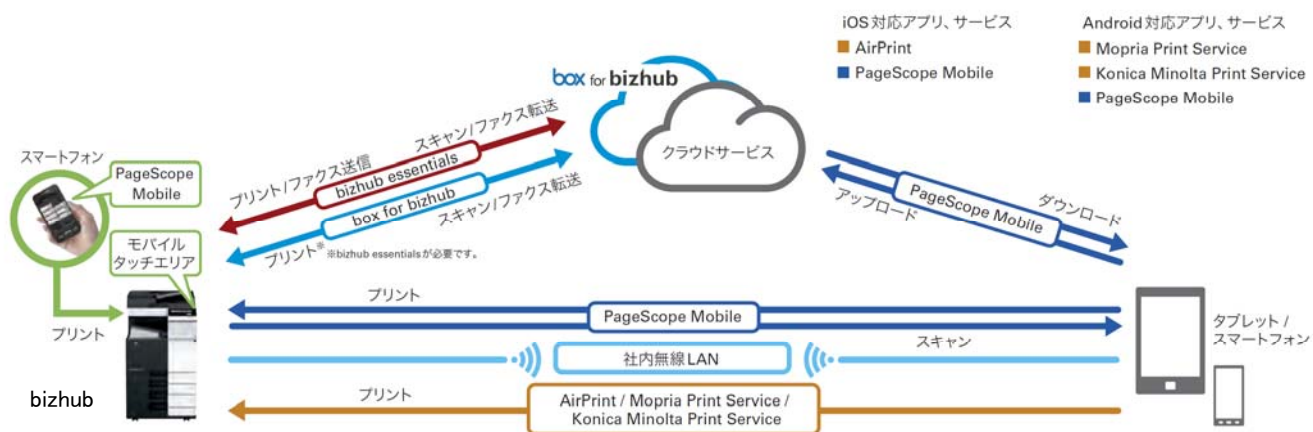 iOS対応アプリ、サービス
AirPrint
PageScope Mobile
Android対応アプリ、サービス
Mopria Print Service
Konica Minolta Print Service
PageScope Mobile
box for bizhub
クラウドサービス
スマートフォン
PageScope
Mobile
モバイル
タッチエリア
プリント
bizhub
プリント/ファクス送信
bizhub essentials
スキャン/ファクス転送
プリント※
box for bizhub
スキャン/ファクス転送
※bizhub essentialsが必要です。
アップロード
PageScope Mobile
ダウンロード
プリント
PageScope Mobile
スキャン
社内無線LAN
プリント
AirPrint / Mopria Print Service /
Konica Minolta Print Service
タブレット /
スマートフォン